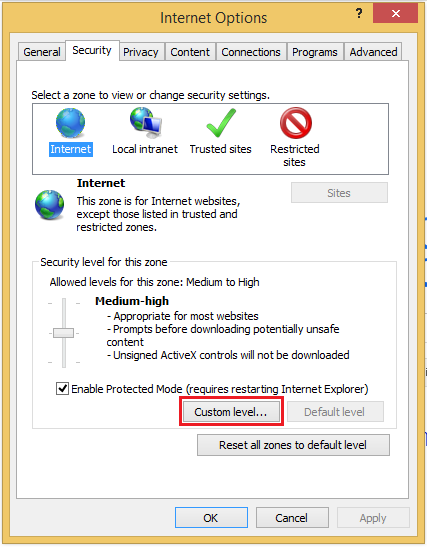 Internet Options
?
General Security Privacy Content Connections Programs Advanced
Select a zone to view or change security settings.
Internet Local intranet Trusted sites Restricted
sites
Internet
Sites
This zone is for Internet websites,
except those listed in trusted and
restricted zones.
Security level for this zone
Allowed levels for this zone: Medium to High
Medium-high
- Appropriate for most websites
- Prompts before downloading potentially unsafe
content
- Unsigned ActiveX controls will not be downloaded
Enable Protected Mode (requires restarting Internet Explorer)
Custom level... Default level
Reset all zones to default level
OK Cancel Apply